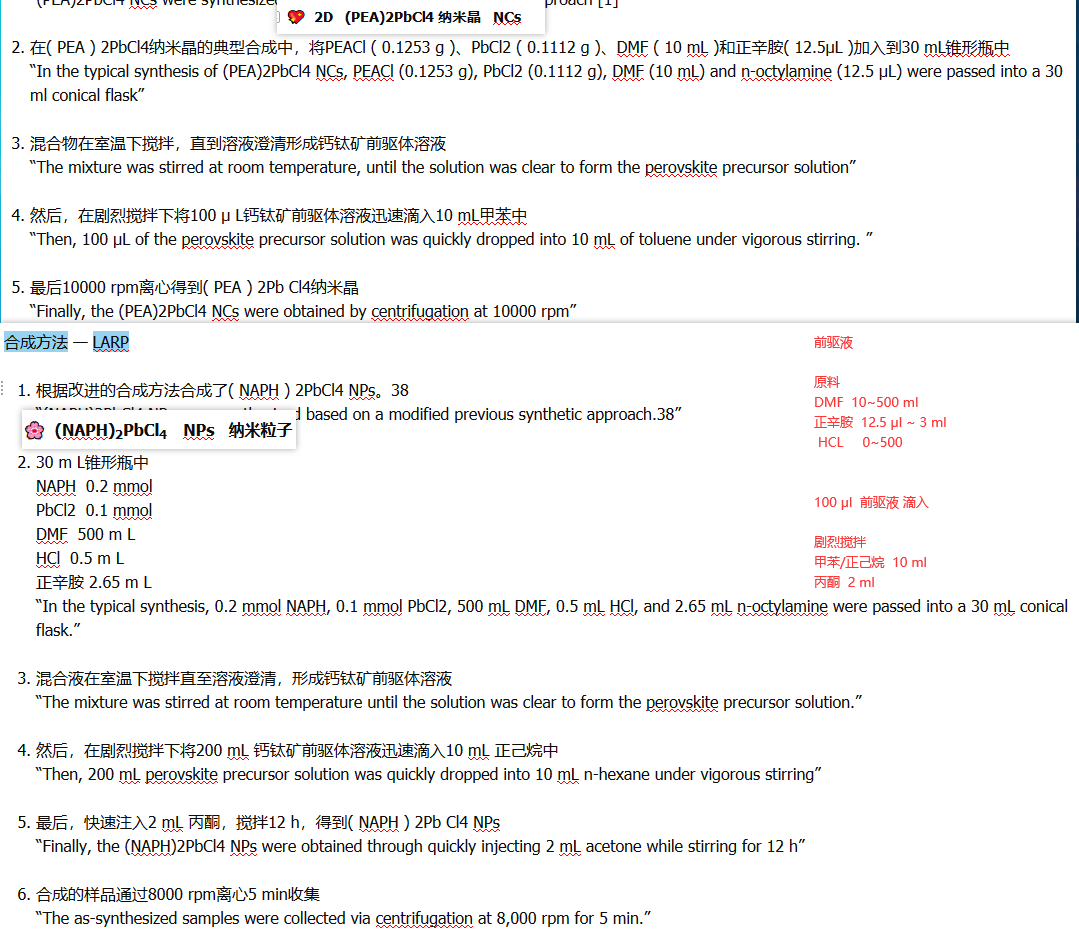 2D (PEA)2PbCl4 纳米晶 NCs
2. 在( PEA ) 2PbCl4纳米晶的典型合成中，将PEACl ( 0.1253 g )、PbCl2 ( 0.1112 g )、DMF ( 10 mL )和正辛胺( 12.5μL )加入到30 mL锥形瓶中
“In the typical synthesis of (PEA)2PbCl4 NCs, PEACl (0.1253 g), PbCl2 (0.1112 g), DMF (10 mL) and n-octylamine (12.5 μL) were passed into a 30
ml conical flask”
3. 混合物在室温下搅拌，直到溶液澄清形成钙钛矿前驱体溶液
“The mixture was stirred at room temperature, until the solution was clear to form the perovskite precursor solution”
4. 然后，在剧烈搅拌下将100 μ L钙钛矿前驱体溶液迅速滴入10 mL甲苯中
“Then, 100 μL of the perovskite precursor solution was quickly dropped into 10 mL of toluene under vigorous stirring. ”
5. 最后10000 rpm离心得到( PEA ) 2Pb Cl4纳米晶
“Finally, the (PEA)2PbCl4 NCs were obtained by centrifugation at 10000 rpm”
合成方法 — LARP
1. 根据改进的合成方法合成了( NAPH ) 2PbCl4 NPs。38
based on a modified previous synthetic approach.38”
(NAPH)₂PbCl₄ NPs 纳米粒子
2. 30 m L锥形瓶中
NAPH 0.2 mmol
PbCl2 0.1 mmol
DMF 500 m L
HCl 0.5 m L
正辛胺 2.65 m L
“In the typical synthesis, 0.2 mmol NAPH, 0.1 mmol PbCl2, 500 mL DMF, 0.5 mL HCl, and 2.65 mL n-octylamine were passed into a 30 mL conical
flask.”
3. 混合液在室温下搅拌直至溶液澄清，形成钙钛矿前驱体溶液
“The mixture was stirred at room temperature until the solution was clear to form the perovskite precursor solution.”
4. 然后，在剧烈搅拌下将200 mL 钙钛矿前驱体溶液迅速滴入10 mL 正己烷中
“Then, 200 mL perovskite precursor solution was quickly dropped into 10 mL n-hexane under vigorous stirring”
5. 最后，快速注入2 mL 丙酮，搅拌12 h，得到( NAPH ) 2Pb Cl4 NPs
“Finally, the (NAPH)2PbCl4 NPs were obtained through quickly injecting 2 mL acetone while stirring for 12 h”
6. 合成的样品通过8000 rpm离心5 min收集
“The as-synthesized samples were collected via centrifugation at 8,000 rpm for 5 min.”
前驱液
原料
DMF 10~500 ml
正辛胺 12.5 μl ~ 3 ml
HCL 0~500
100 μl 前驱液 滴入
剧烈搅拌
甲苯/正己烷 10 ml
丙酮 2 ml